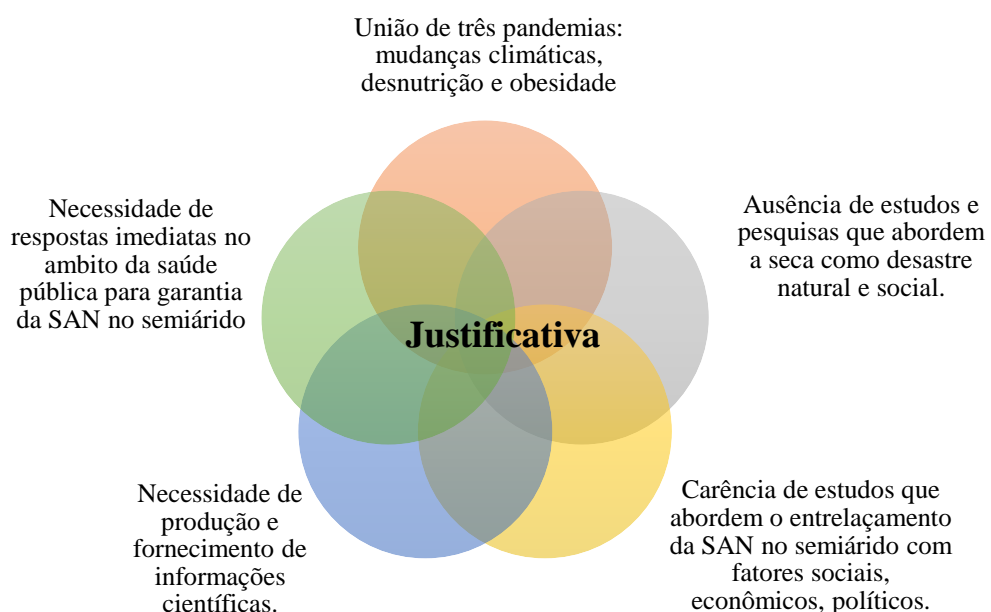 União de três pandemias:
mudanças climáticas,
desnutrição e obesidade
Ausência de estudos e
pesquisas que abordem
a seca como desastre
natural e social.
Carência de estudos que
abordem o entrelaçamento
da SAN no semiárido com
fatores sociais,
econômicos, políticos.
Necessidade de
produção e
fornecimento de
informações
científicas.
Necessidade de
respostas imediatas no
ambito da saúde
pública para garantia
da SAN no semiárido
Justificativa